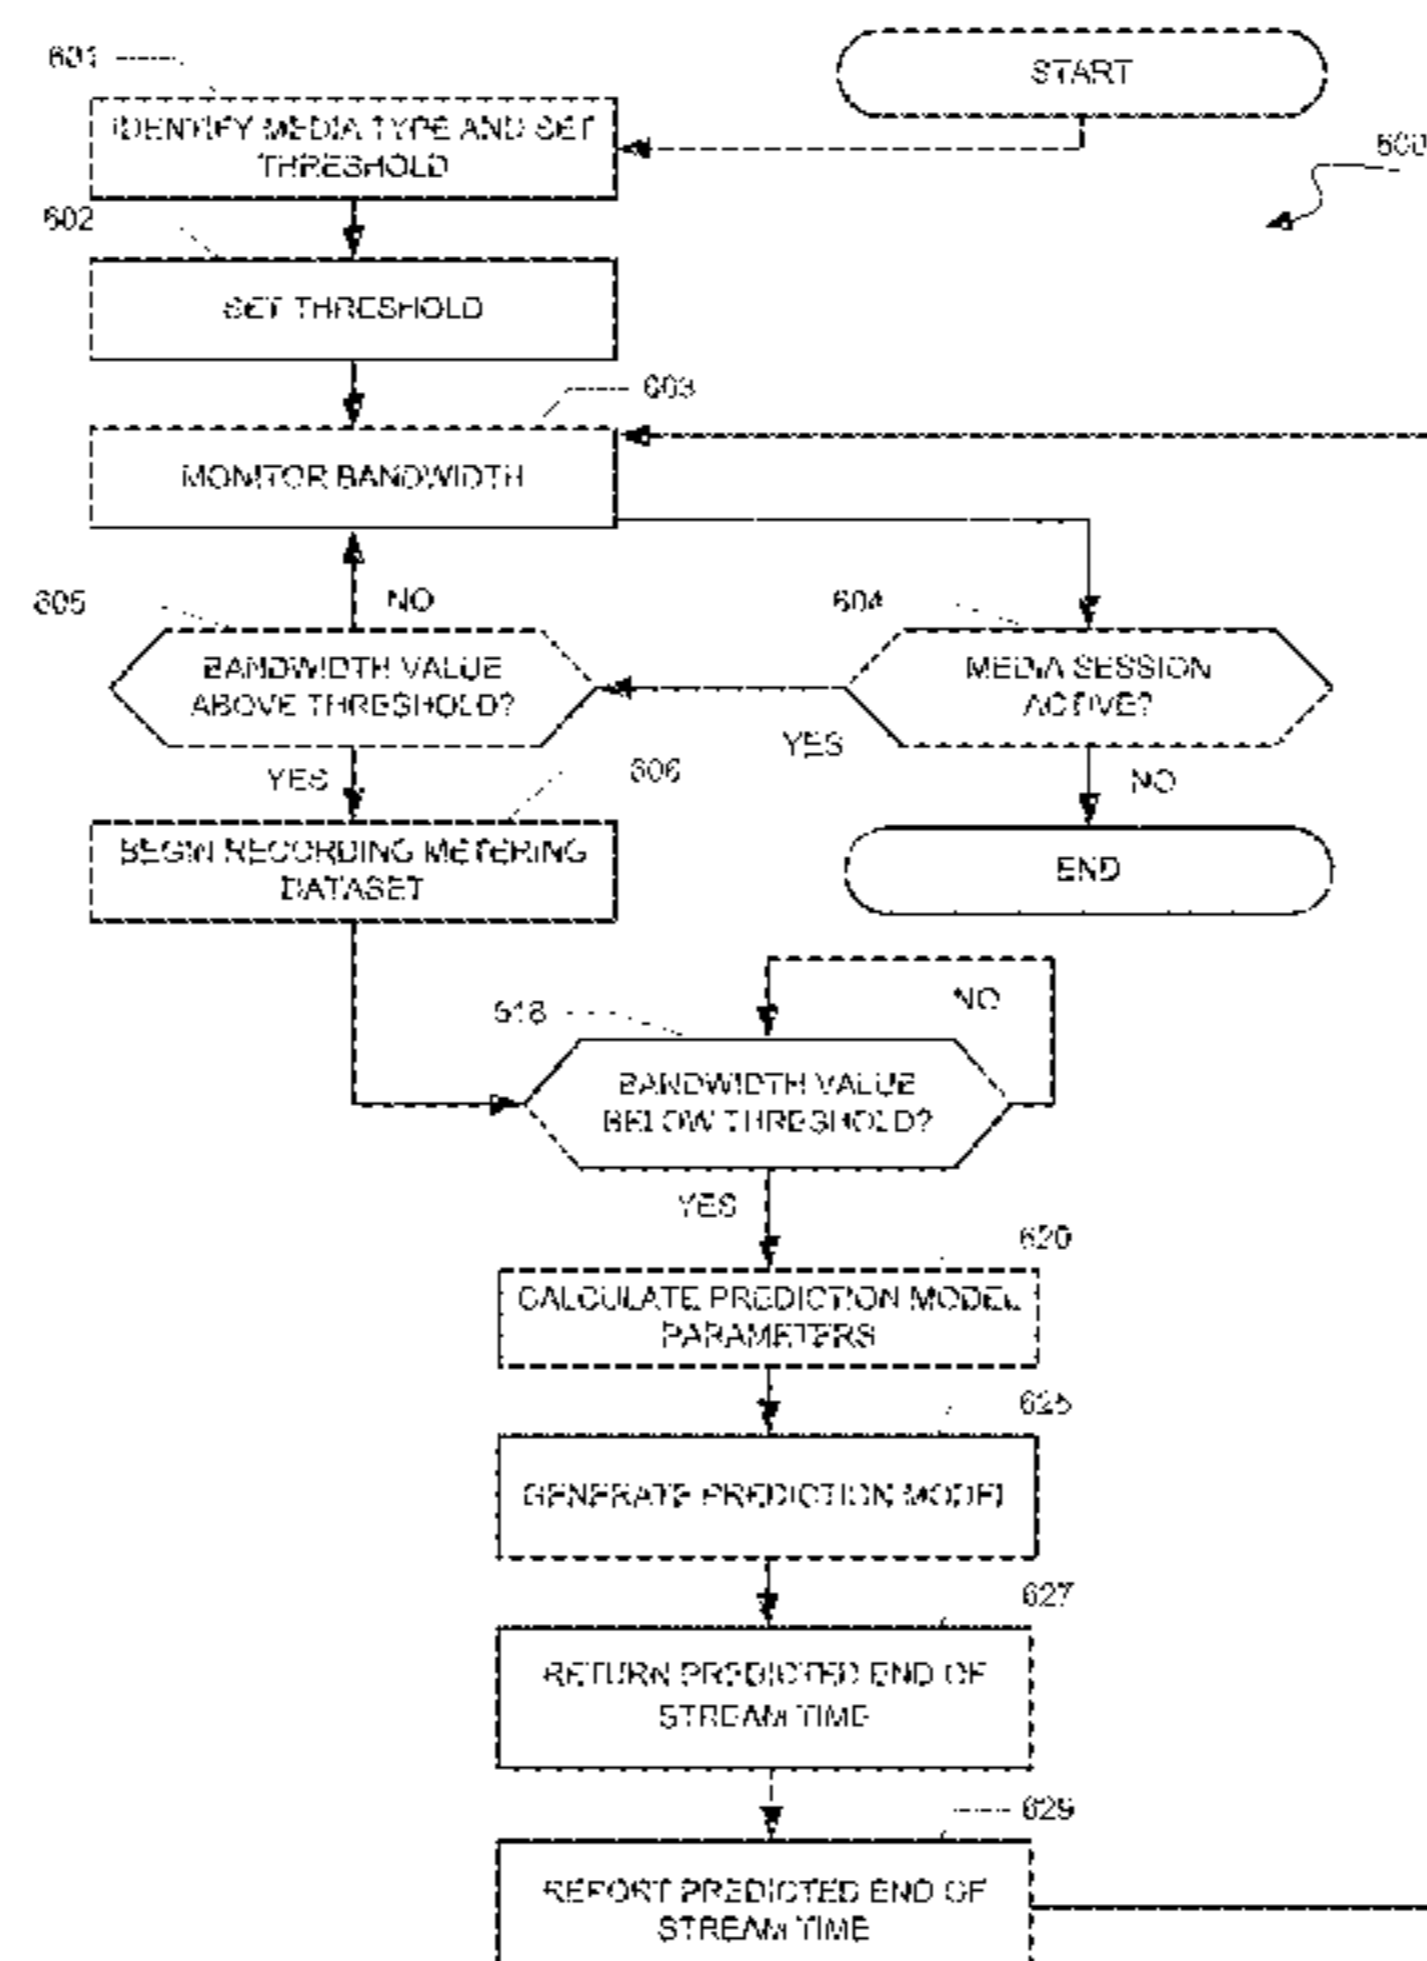 START
601
IDENTIFY MEDIA TYPE AND SET
THRESHOLD
600
602
SET THRESHOLD
603
MONITOR BANDWIDTH
605
NO
604
BANDWIDTH VALUE
ABOVE THRESHOLD?
MEDIA SESSION
ACTIVE?
YES
YES
606
NO
BEGIN RECORDING METERING
DATASET
END
618
NO
BANDWIDTH VALUE
BELOW THRESHOLD?
YES
620
CALCULATE PREDICTION MODEL
PARAMETERS
625
GENERATE PREDICTION MODEL
627
RETURN PREDICTED END OF
STREAM TIME
629
REPORT PREDICTED END OF
STREAM TIME